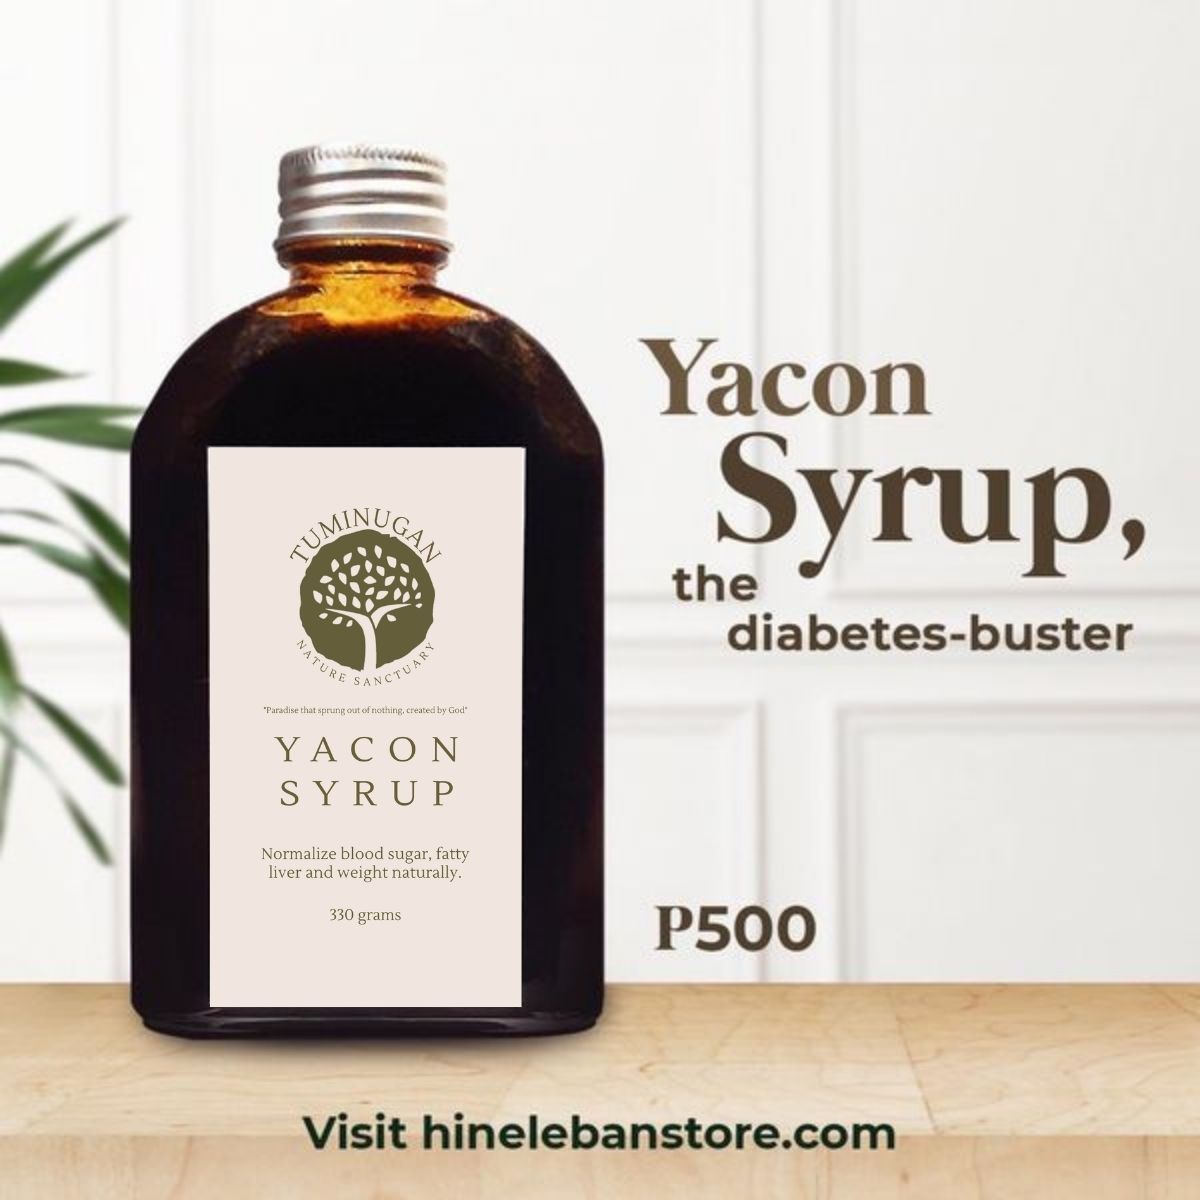 TUMINUGAN
NATURE SANCTUARY
"Paradise that sprung out of nothing, created by God"
YACON
SYRUP
Normalize blood sugar, fatty
liver and weight naturally.
330 grams
Yacon
Syrup,
the
diabetes-buster
P500
Visit hinelebanstore.com